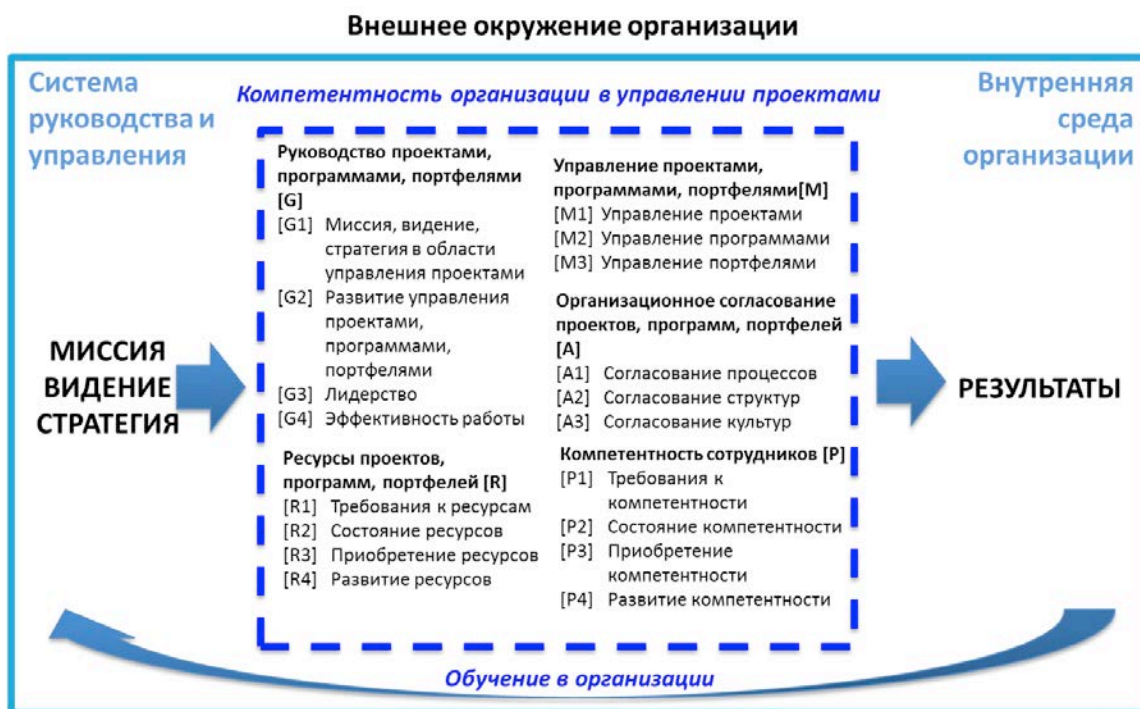 Внешнее окружение организации
Система
руководства и
управления
Компетентность организации в управлении проектами
Внутренняя
среда
организации
МИССИЯ
ВИДЕНИЕ
СТРАТЕГИЯ
Руководство проектами,
программами, портфелями
[G]
[G1] Миссия, видение,
стратегия в области
управления проектами
[G2] Развитие управления
проектами,
программами,
портфелями
[G3] Лидерство
[G4] Эффективность работы
Ресурсы проектов,
программ, портфелей [R]
[R1] Требования к ресурсам
[R2] Состояние ресурсов
[R3] Приобретение ресурсов
[R4] Развитие ресурсов
Управление проектами,
программами, портфелями[M]
[M1] Управление проектами
[M2] Управление программами
[M3] Управление портфелями
Организационное согласование
проектов, программ, портфелей
[A]
[A1] Согласование процессов
[A2] Согласование структур
[A3] Согласование культур
Компетентность сотрудников [P]
[P1] Требования к
компетентности
[P2] Состояние компетентности
[P3] Приобретение
компетентности
[P4] Развитие компетентности
РЕЗУЛЬТАТЫ
Обучение в организации